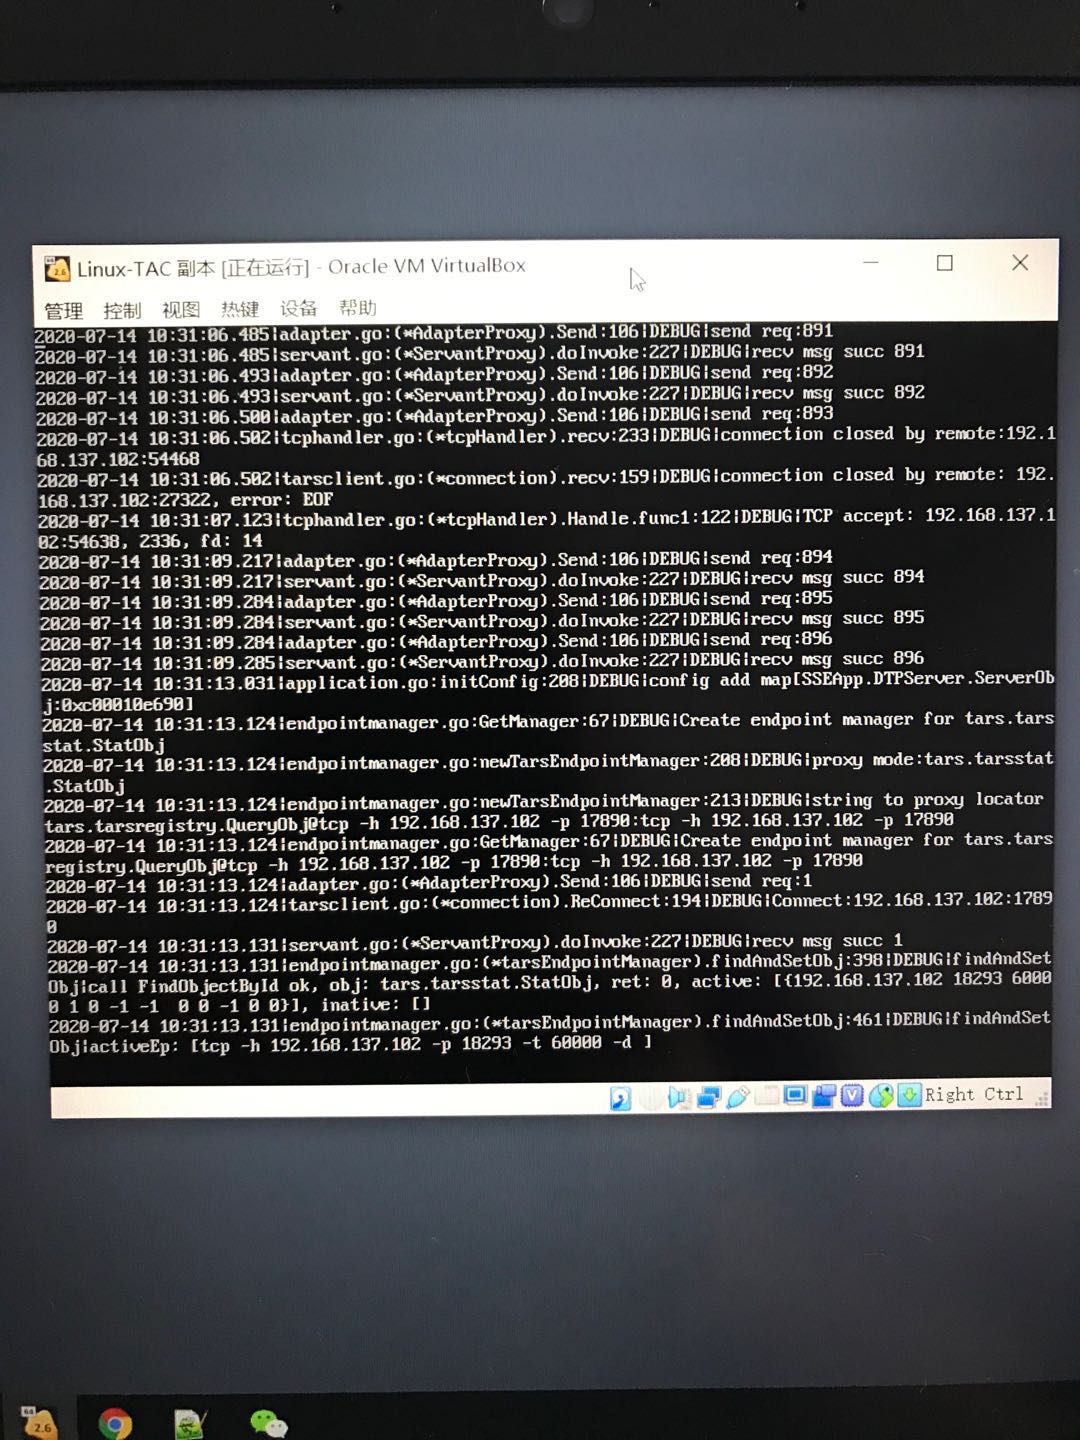 Linux-TAC 副本 [正在运行] - Oracle VM VirtualBox
管理 控制 视图 热键 设备 帮助
2020-07-14 10:31:06.485|adapter.go:(*AdapterProxy).Send:106|DEBUG|send req:891
2020-07-14 10:31:06.485|servant.go:(*ServantProxy).doInvoke:227|DEBUG|recv msg succ 891
2020-07-14 10:31:06.493|adapter.go:(*AdapterProxy).Send:106|DEBUG|send req:892
2020-07-14 10:31:06.493|servant.go:(*ServantProxy).doInvoke:227|DEBUG|recv msg succ 892
2020-07-14 10:31:06.500|adapter.go:(*AdapterProxy).Send:106|DEBUG|send req:893
2020-07-14 10:31:06.502|tcphandler.go:(*tcpHandler).recv:233|DEBUG|connection closed by remote:192.1
68.137.102:54468
2020-07-14 10:31:06.502|tarsclient.go:(*connection).recv:159|DEBUG|connection closed by remote: 192.
168.137.102:27322, error: EOF
2020-07-14 10:31:07.123|tcphandler.go:(*tcpHandler).Handle.func1:122|DEBUG|TCP accept: 192.168.137.1
02:54638, 2336, fd: 14
2020-07-14 10:31:09.217|adapter.go:(*AdapterProxy).Send:106|DEBUG|send req:894
2020-07-14 10:31:09.217|servant.go:(*ServantProxy).doInvoke:227|DEBUG|recv msg succ 894
2020-07-14 10:31:09.284|adapter.go:(*AdapterProxy).Send:106|DEBUG|send req:895
2020-07-14 10:31:09.284|servant.go:(*ServantProxy).doInvoke:227|DEBUG|recv msg succ 895
2020-07-14 10:31:09.284|adapter.go:(*AdapterProxy).Send:106|DEBUG|send req:896
2020-07-14 10:31:09.285|servant.go:(*ServantProxy).doInvoke:227|DEBUG|recv msg succ 896
2020-07-14 10:31:13.031|application.go:initConfig:208|DEBUG|config add map[SSEApp.DTPServer.ServerOb
j:0xc00010e690]
2020-07-14 10:31:13.124|endpointmanager.go:GetManager:67|DEBUG|Create endpoint manager for tars.tars
stat.StatObj
2020-07-14 10:31:13.124|endpointmanager.go:newTarsEndpointManager:208|DEBUG|proxy mode:tars.tarsstat
.StatObj
2020-07-14 10:31:13.124|endpointmanager.go:newTarsEndpointManager:213|DEBUG|string to proxy locator
tars.tarsregistry.QueryObj@tcp -h 192.168.137.102 -p 17890:tcp -h 192.168.137.102 -p 17890
2020-07-14 10:31:13.124|endpointmanager.go:GetManager:67|DEBUG|Create endpoint manager for tars.tars
registry.QueryObj@tcp -h 192.168.137.102 -p 17890:tcp -h 192.168.137.102 -p 17890
2020-07-14 10:31:13.124|adapter.go:(*AdapterProxy).Send:106|DEBUG|send req:1
2020-07-14 10:31:13.124|tarsclient.go:(*connection).ReConnect:194|DEBUG|Connect:192.168.137.102:1789
0
2020-07-14 10:31:13.131|servant.go:(*ServantProxy).doInvoke:227|DEBUG|recv msg succ 1
2020-07-14 10:31:13.131|endpointmanager.go:(*tarsEndpointManager).findAndSetObj:398|DEBUG|findAndSet
Obj|call FindObjectById ok, obj: tars.tarsstat.StatObj, ret: 0, active: [{192.168.137.102 18293 6000
0 1 0 -1 -1  0 0 -1 0 0}], inative: []
2020-07-14 10:31:13.131|endpointmanager.go:(*tarsEndpointManager).findAndSetObj:461|DEBUG|findAndSet
Obj|activeEp: [tcp -h 192.168.137.102 -p 18293 -t 60000 -d ]
Right Ctrl
64
2.6